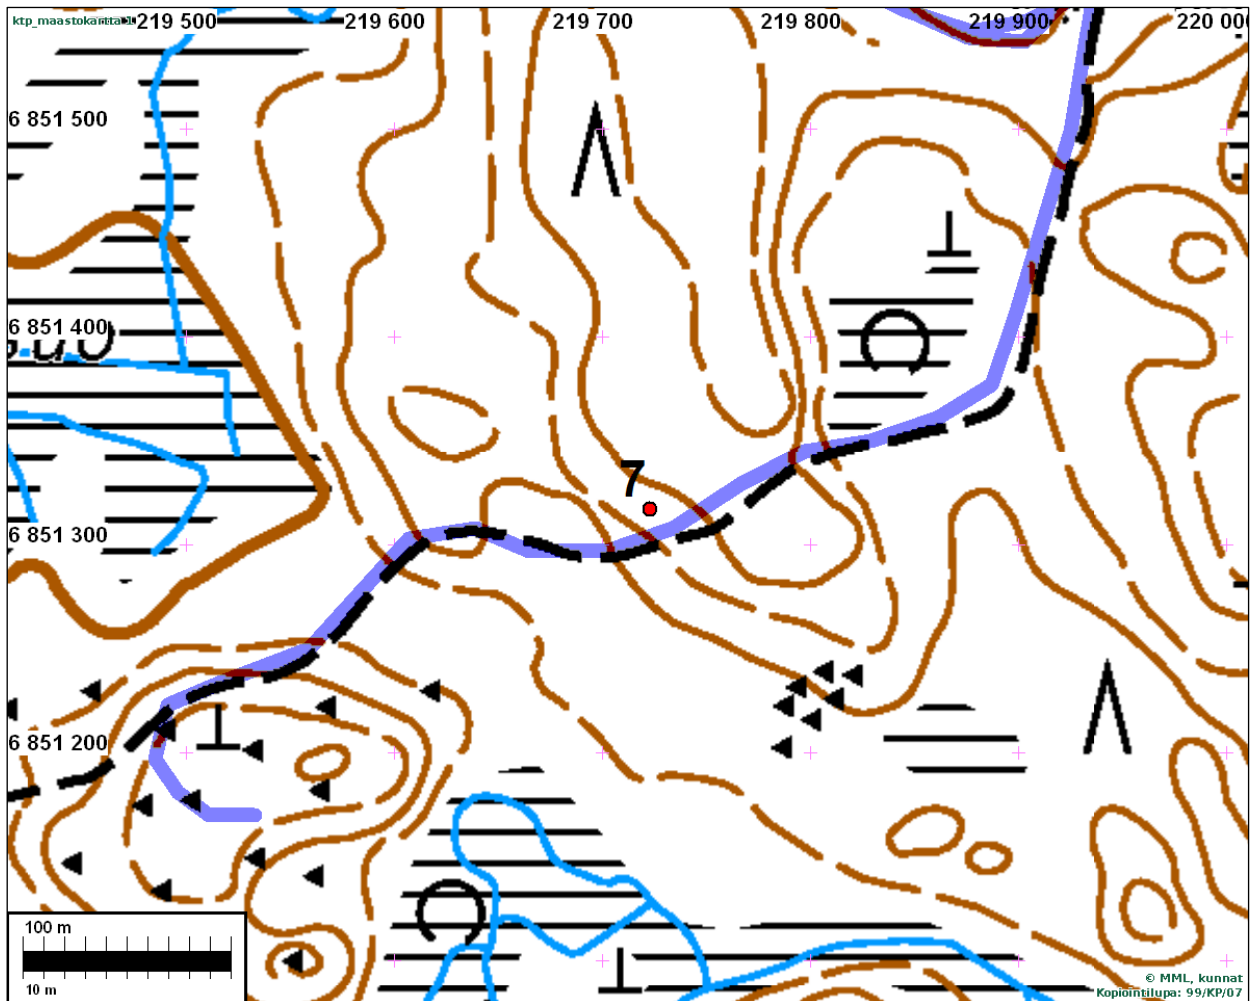 ktp_maastokartta 1 219 500 219 600 219 700 219 800 219 900 220 00
6 851 500
6 851 400
7
6 851 300
6 851 200
100 m
10 m
© MML, kunnat
Kopiointilupa: 99/KP/07